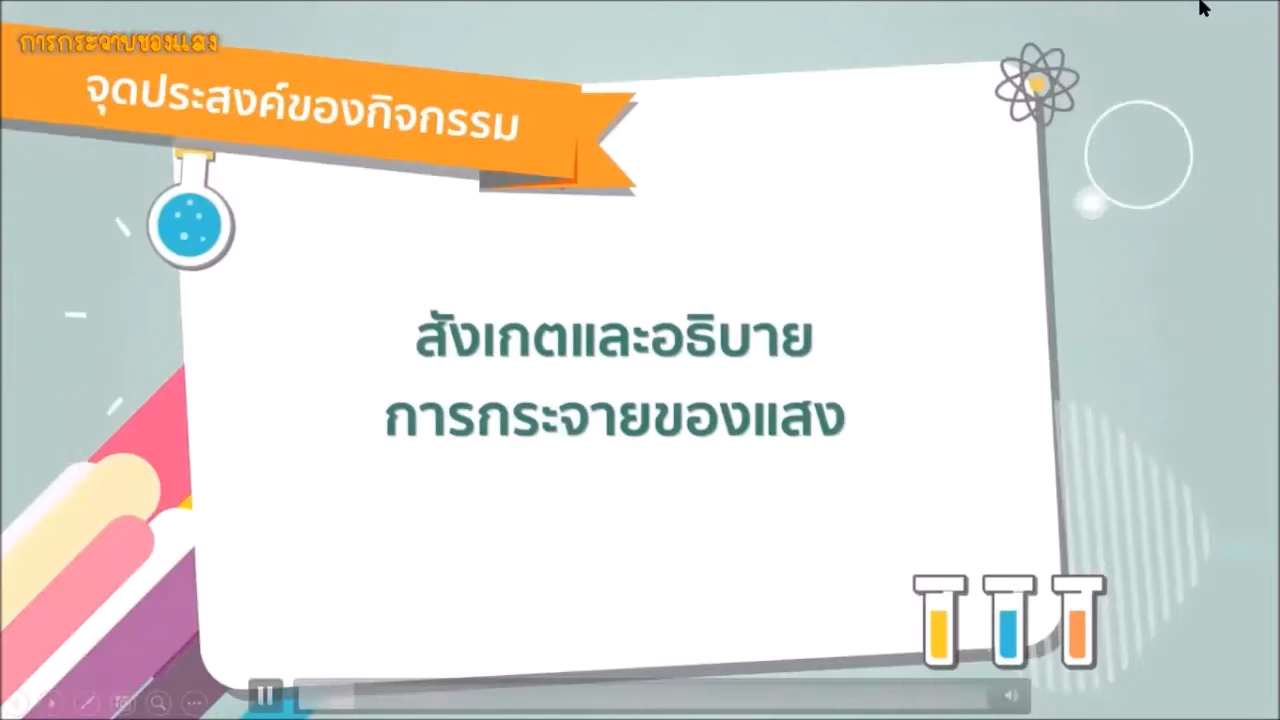 การกระจายของแสง
จุดประสงค์ของกิจกรรม
สังเกตและอธิบาย
การกระจายของแสง